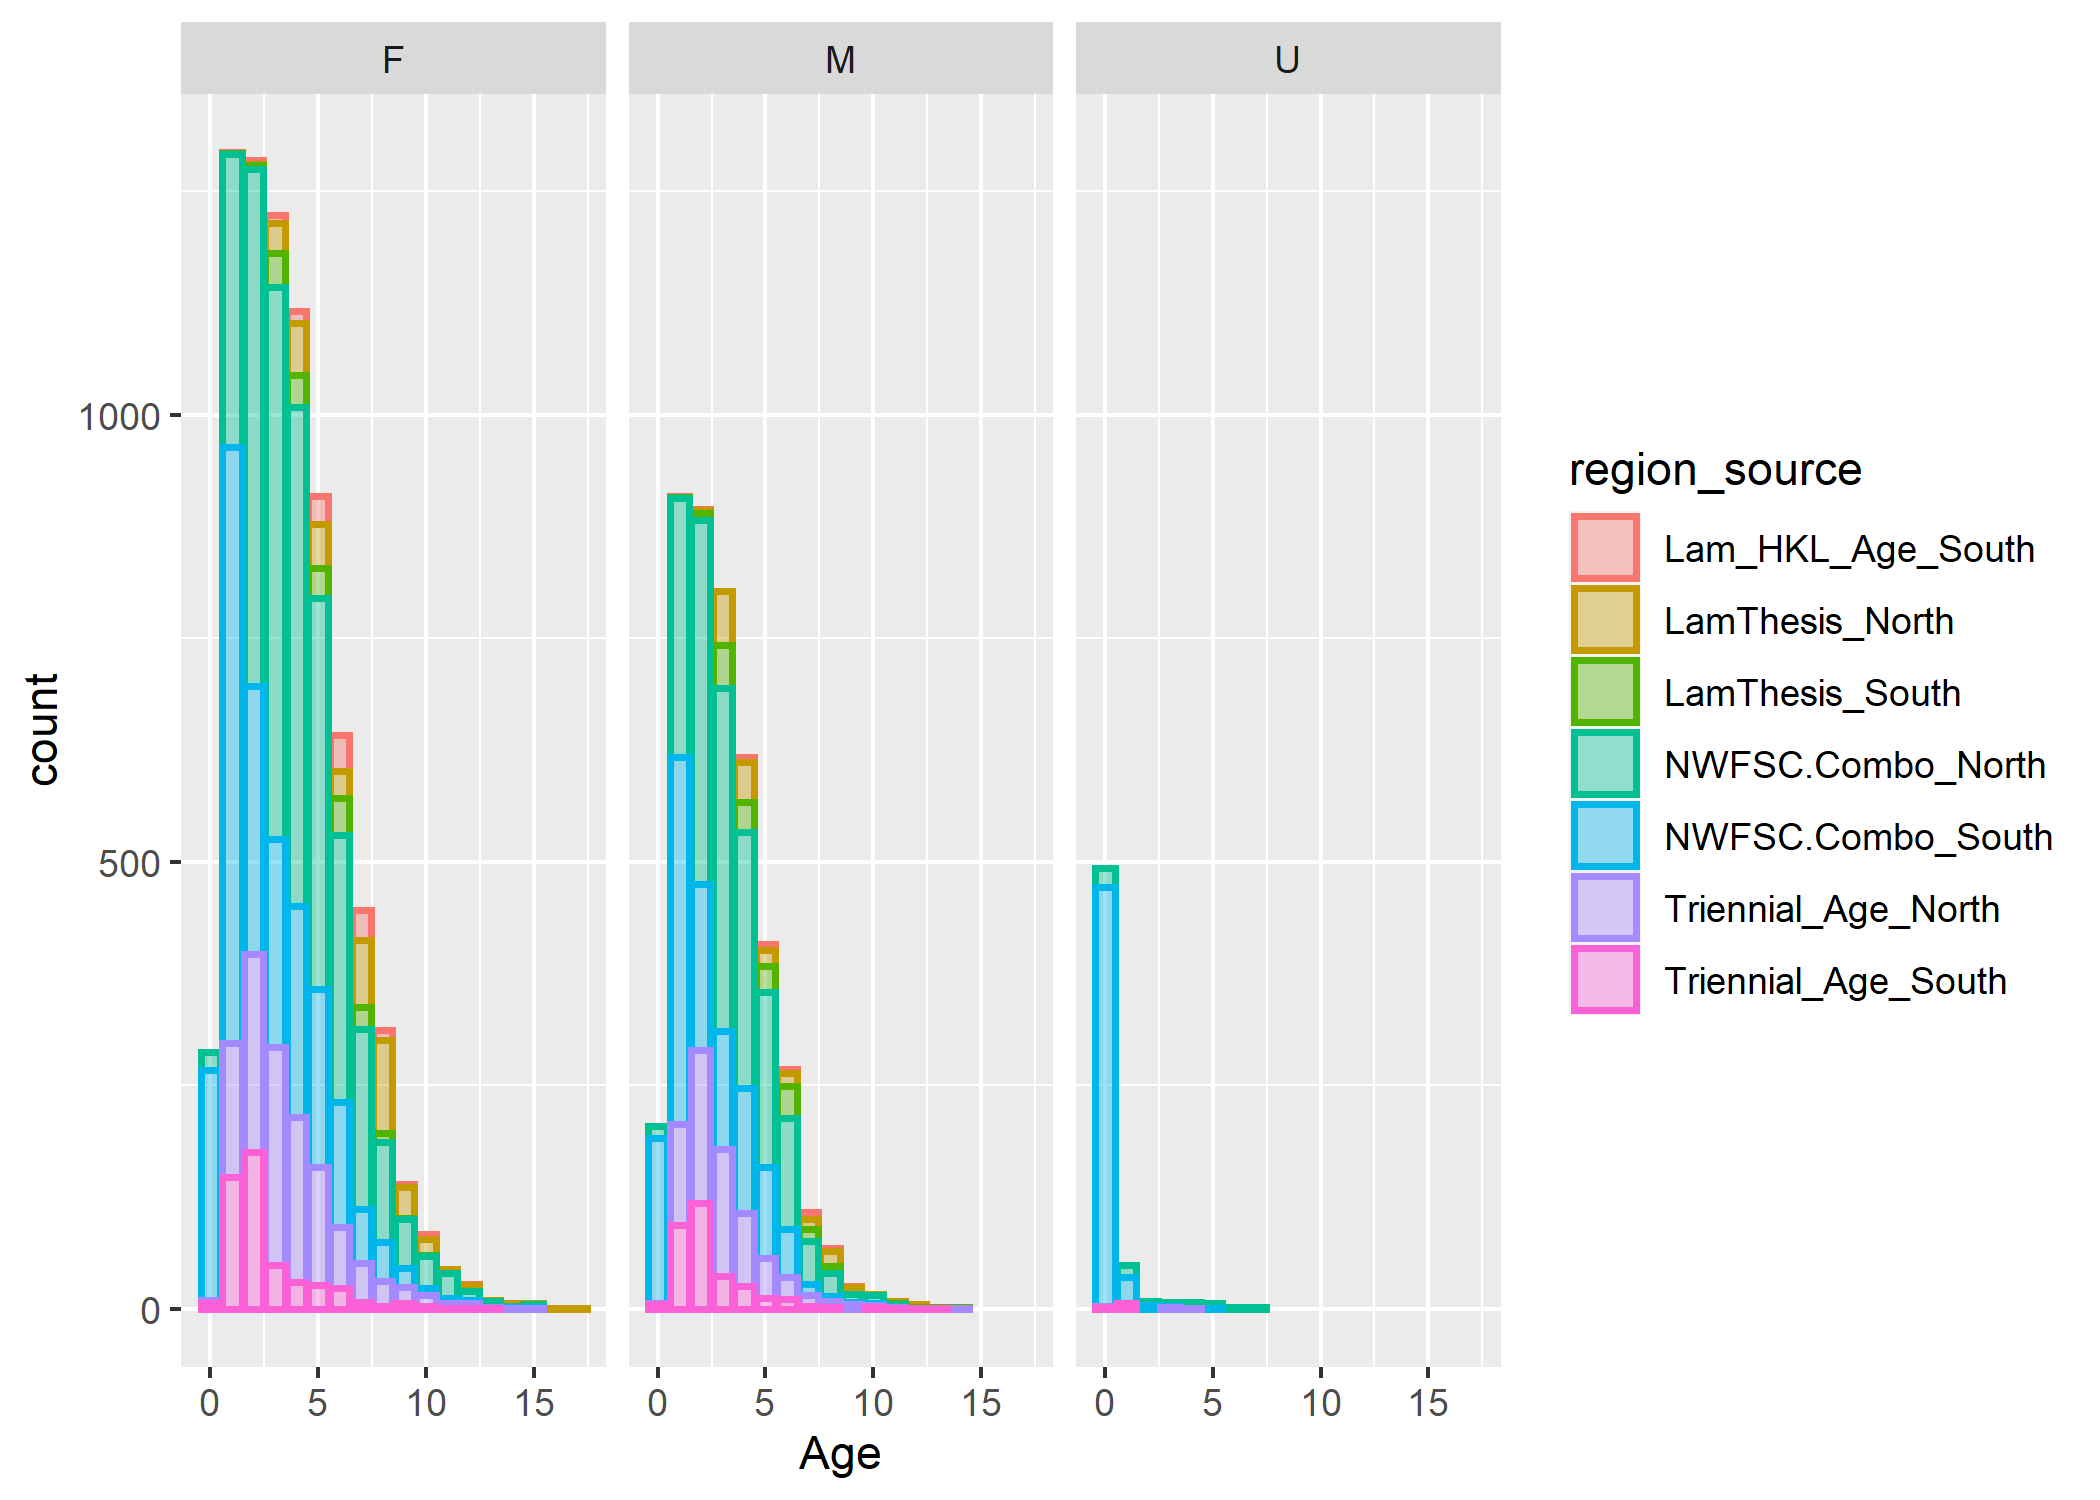 F
M
U
1000
500
0
count
0 5 10 15
0 5 10 15
0 5 10 15
Age
region_source
Lam_HKL_Age_South
LamThesis_North
LamThesis_South
NWFSC.Combo_North
NWFSC.Combo_South
Triennial_Age_North
Triennial_Age_South